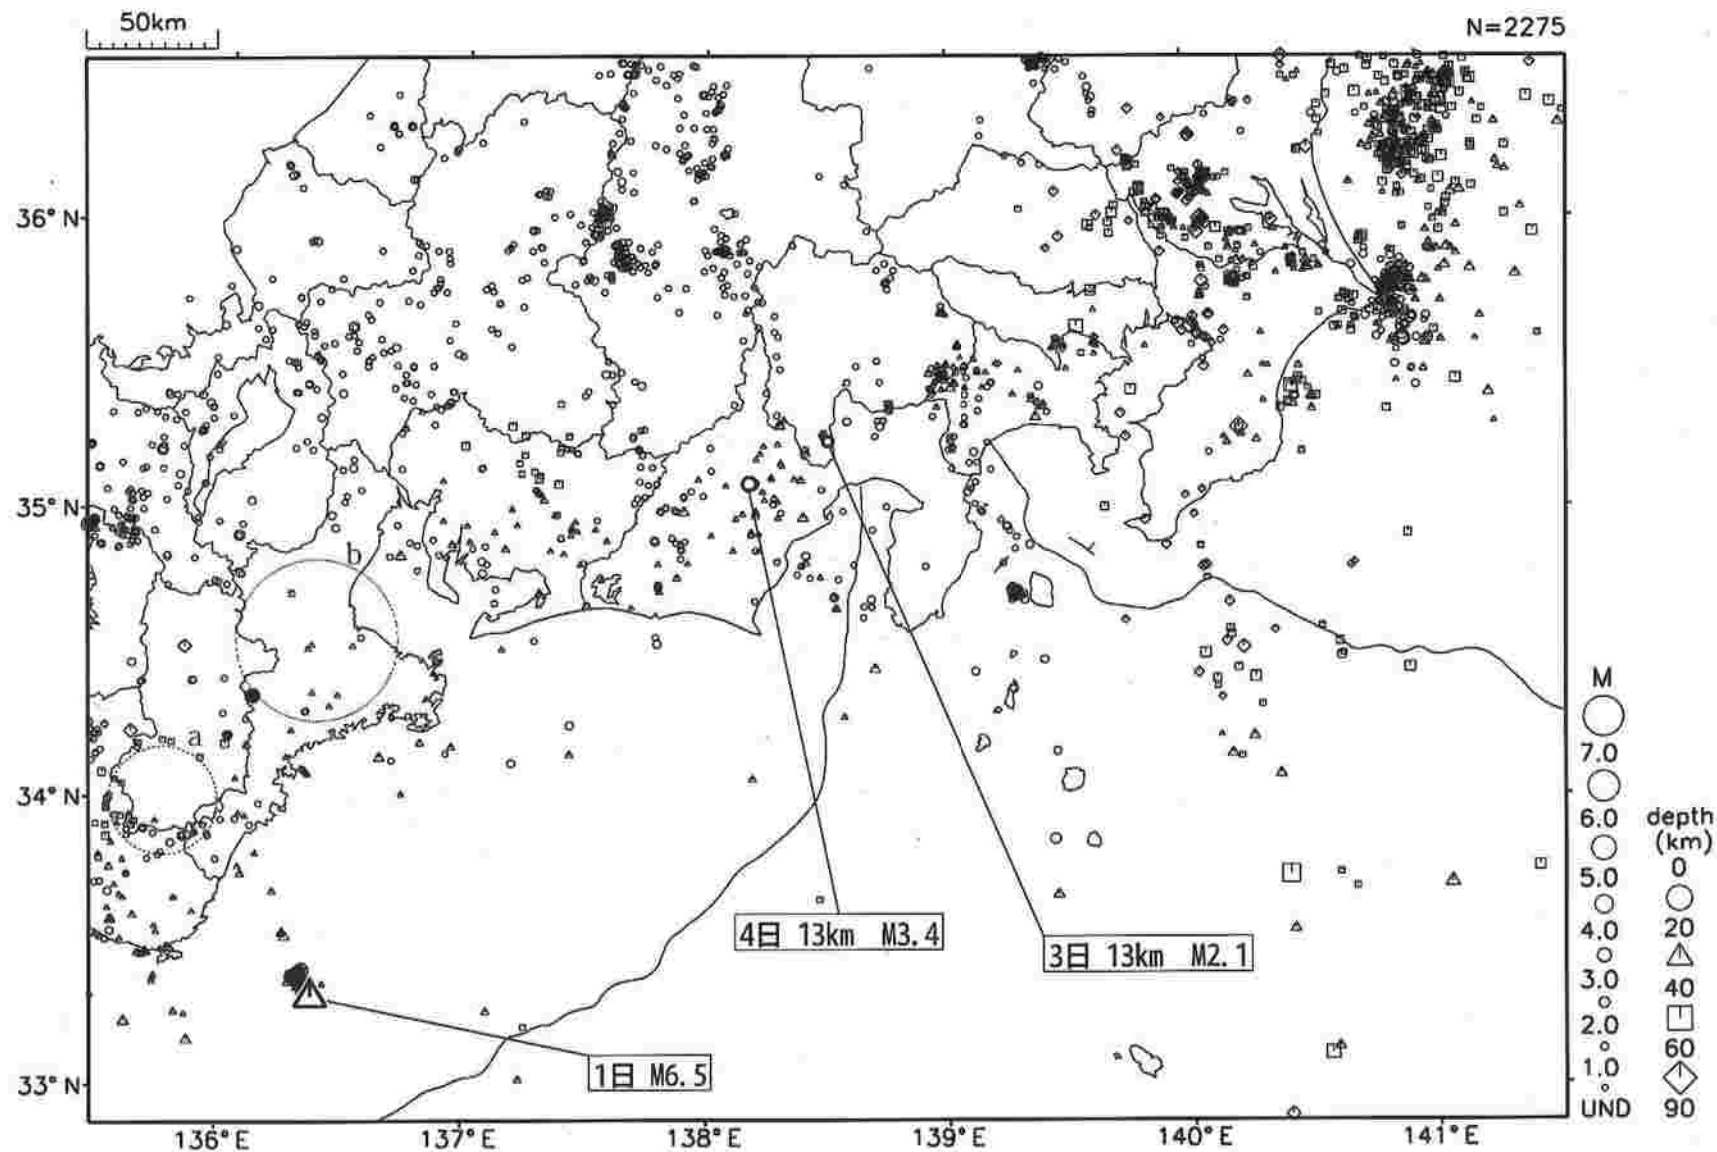 50km
N=2275
36°N
35°N
34°N
33°N
b
a
4日 13km M3.4
3日 13km M2.1
1日 M6.5
M
7.0
6.0
5.0
4.0
3.0
2.0
1.0
UND
depth
(km)
0
20
40
60
90
136°E
137°E
138°E
139°E
140°E
141°E